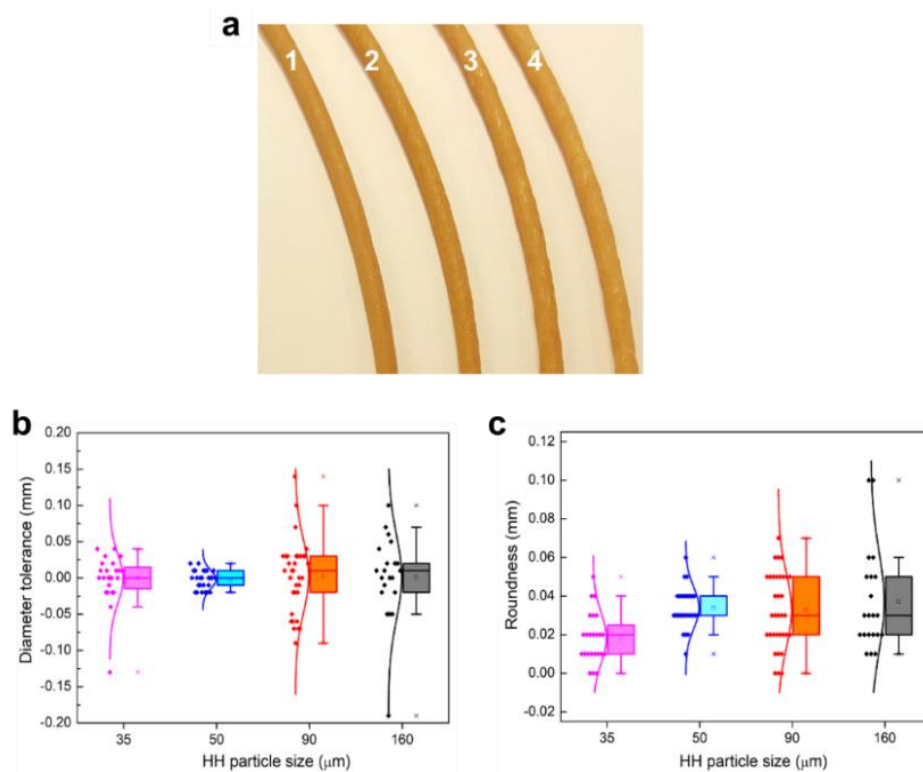 a
1 2 3 4
b
0.20
0.15
0.10
0.05
0.00
-0.05
-0.10
-0.15
-0.20
Diameter tolerance (mm)
35 50 90 160
HH particle size (μm)
c
0.12
0.10
0.08
0.06
0.04
0.02
0.00
-0.02
Roundness (mm)
35 50 90 160
HH particle size (μm)